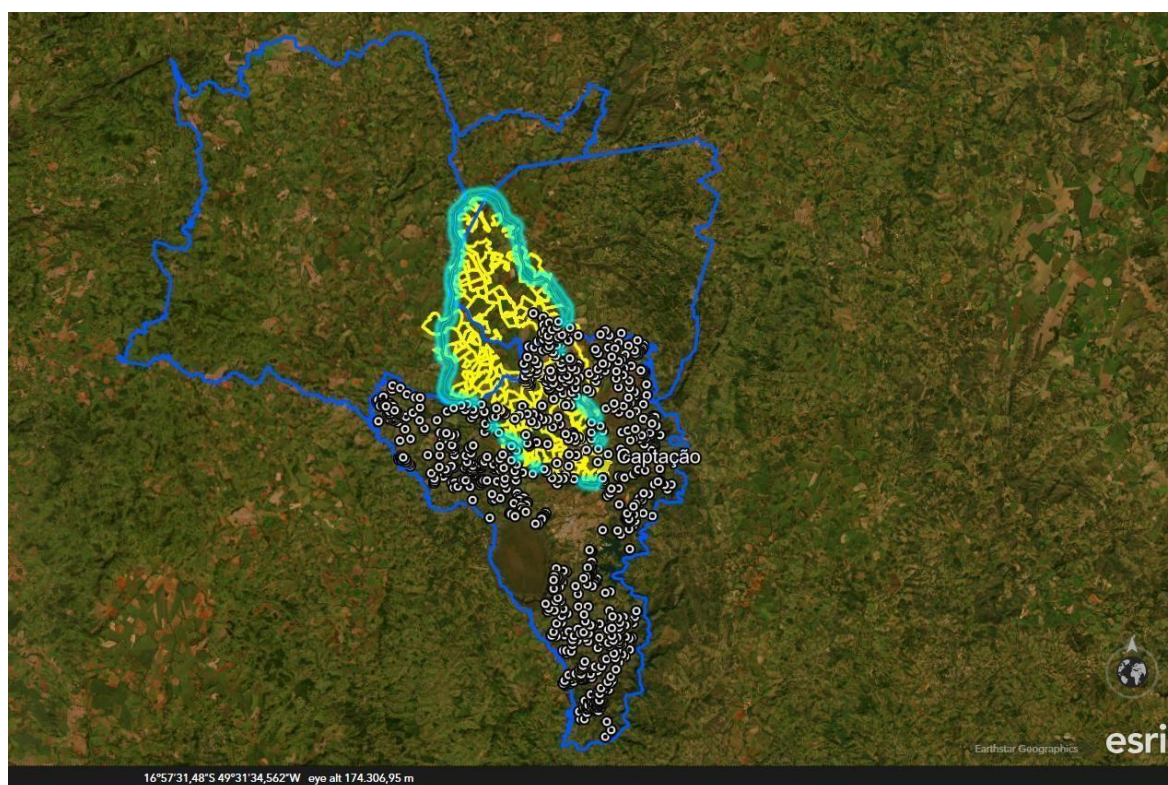 Captação
Earthstar Geographics
esri
16°57'31,48"S 49°31'34,562"W eye alt 174.306,95 m